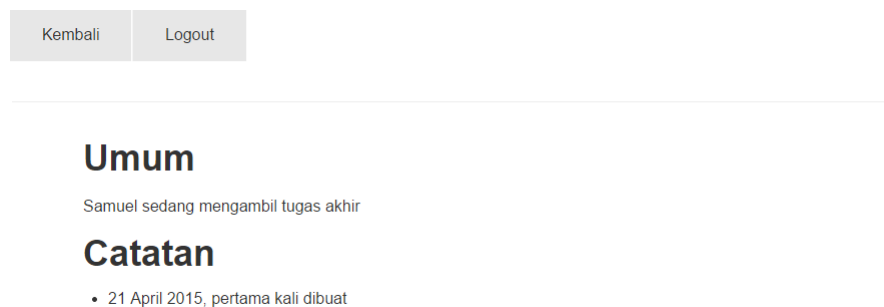 Kembali Logout
Umum
Samuel sedang mengambil tugas akhir
Catatan
• 21 April 2015, pertama kali dibuat